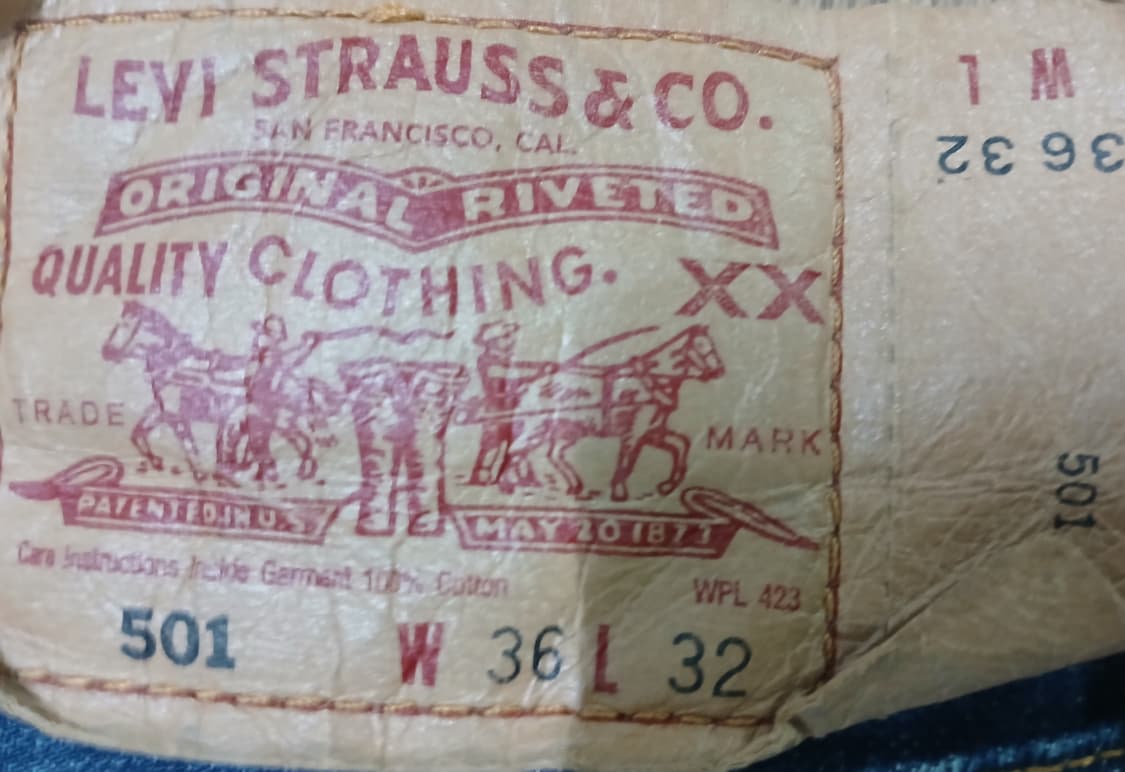 LEVI STRAUSS & CO.
SAN FRANCISCO, CAL.
ORIGINAL RIVETED
QUALITY CLOTHING. XX
TRADE MARK
PATENTED IN U.S.
MAY 20 1873
Care Instructions Inside Garment 100% Cotton
WPL 423
501 W 36 L 32
W L
36 32
501